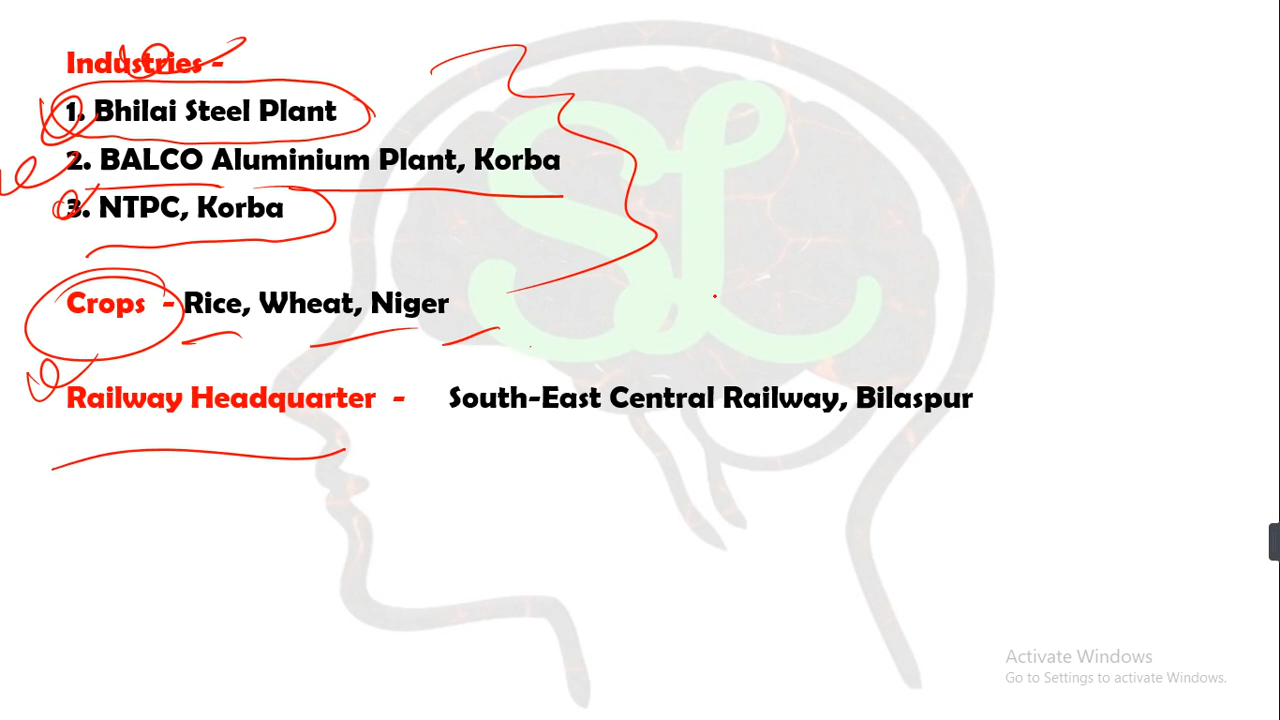 Industries -
1. Bhilai Steel Plant
2. BALCO Aluminium Plant, Korba
3. NTPC, Korba
Crops - Rice, Wheat, Niger
Railway Headquarter - South-East Central Railway, Bilaspur
SL
Activate Windows
Go to Settings to activate Windows.